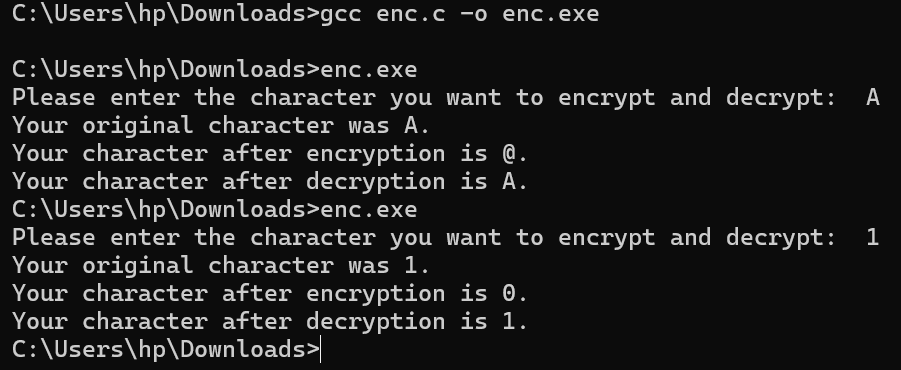 C:\Users\hp\Downloads>gcc enc.c -o enc.exe
C:\Users\hp\Downloads>enc.exe
Please enter the character you want to encrypt and decrypt:  A
Your original character was A.
Your character after encryption is @.
Your character after decryption is A.
C:\Users\hp\Downloads>enc.exe
Please enter the character you want to encrypt and decrypt:  1
Your original character was 1.
Your character after encryption is 0.
Your character after decryption is 1.
C:\Users\hp\Downloads>